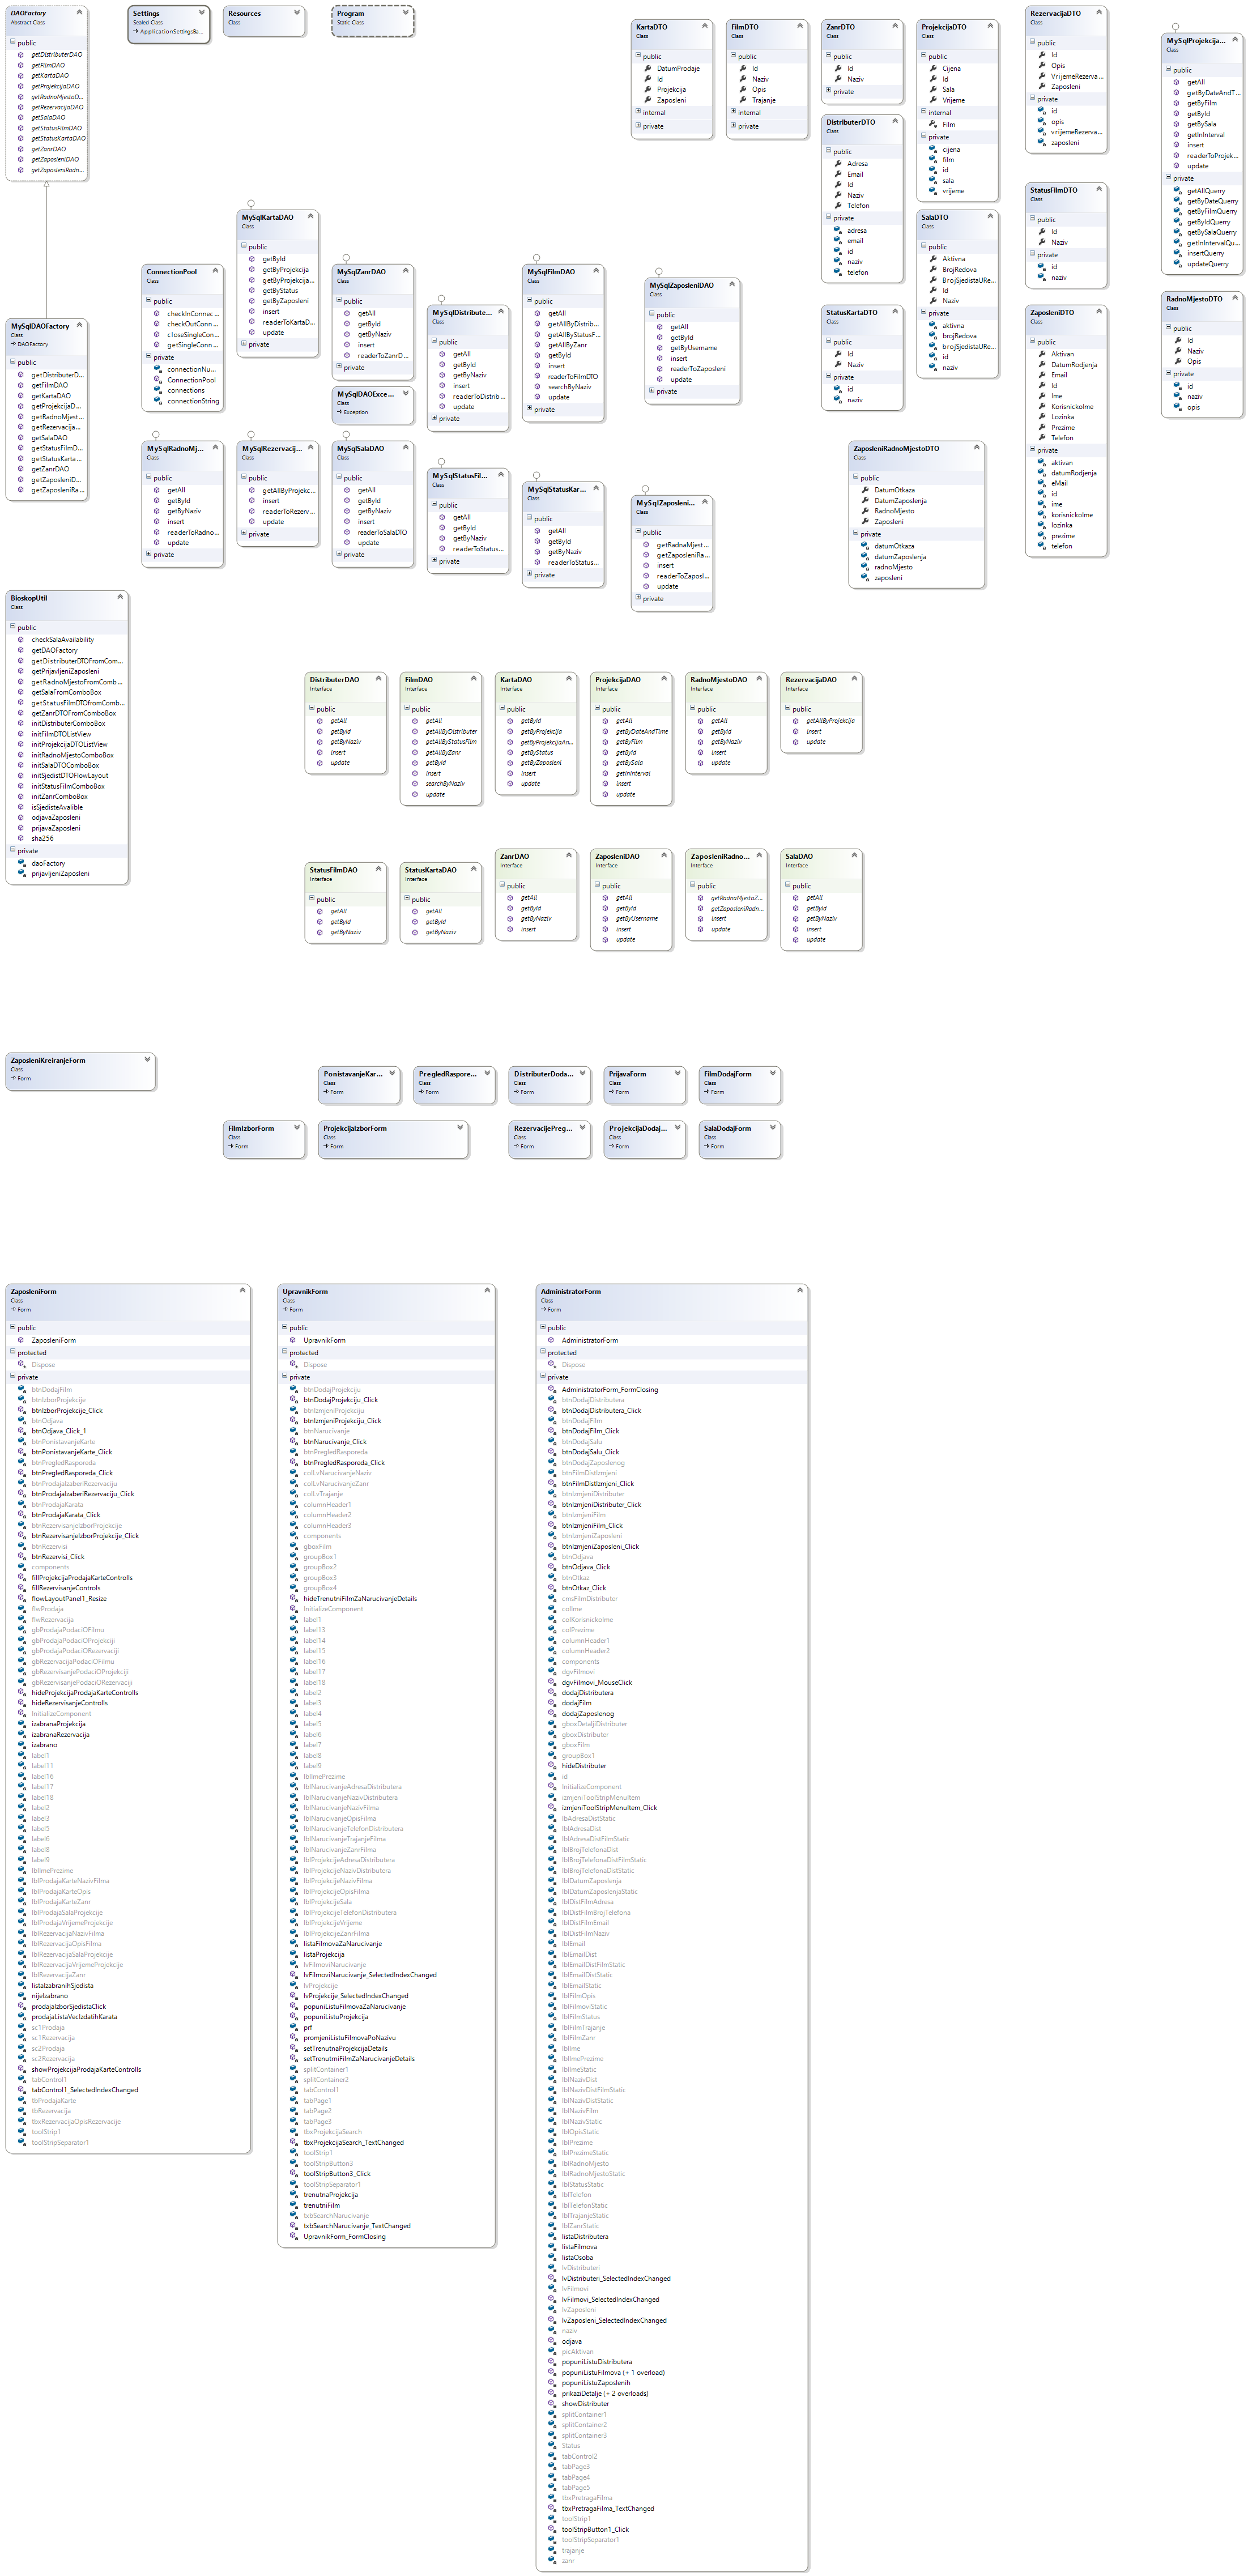 DAOFactory
Abstract Class
public
getDistributerDAO
getFilmDAO
getKartaDAO
getProjekcijaDAO
getRadnoMjestoD...
getRezervacijaDAO
getSalaDAO
getStatusFilmDAO
getStatusKartaDAO
getZanrDAO
getZaposleniDAO
getZaposleniRadn...
Settings
Sealed Class
ApplicationSettingsBa...
Resources
Class
Program
Static Class
KartaDTO
Class
public
DatumProdaje
Id
Projekcija
Zaposleni
internal
private
FilmDTO
Class
public
Id
Naziv
Opis
Trajanje
internal
private
ZanrDTO
Class
public
Id
Naziv
private
ProjekcijaDTO
Class
public
Cijena
Id
Sala
Vrijeme
internal
Film
private
cijena
film
id
sala
vrijeme
RezervacijaDTO
Class
public
Id
Opis
VrijemeRezerva...
Zaposleni
private
id
opis
vrijemeRezerva...
zaposleni
MySqlProjekcija...
Class
public
getAll
getByDateAndT...
getByFilm
getById
getBySala
getInInterval
insert
readerToProjek...
update
private
getAllQuerry
getByDateQuerry
getByFilmQuerry
getByIdQuerry
getBySalaQuerry
getInIntervalQu...
insertQuerry
updateQuerry
DistributerDTO
Class
public
Adresa
Email
Id
Naziv
Telefon
private
adresa
email
id
naziv
telefon
StatusFilmDTO
Class
public
Id
Naziv
private
id
naziv
SalaDTO
Class
public
Aktivna
BrojRedova
BrojSjedistaURe...
Id
Naziv
private
aktivna
brojRedova
brojSjedistaURe...
id
naziv
MySqlKartaDAO
Class
public
getById
getByProjekcija
getByProjekcija...
getByStatus
getByZaposleni
insert
readerToKartaD...
update
private
ConnectionPool
Class
public
checkInConnec...
checkOutConn...
closeSingleConn...
getSingleConn...
private
connectionNu...
ConnectionPool
connections
connectionString
MySqlZanrDAO
Class
public
getAll
getById
getByNaziv
insert
readerToZanrD...
private
MySqlDAOExce...
Class
Exception
MySqlDistribute...
Class
public
getAll
getById
getByNaziv
insert
readerToDistrib...
update
private
MySqlFilmDAO
Class
public
getAll
getAllByDistrib...
getAllByStatusF...
getAllByZanr
getById
insert
readerToFilmDTO
searchByNaziv
update
private
MySqlZaposleniDAO
Class
public
getAll
getById
getByUsername
insert
readerToZaposleni
update
private
StatusKartaDTO
Class
public
Id
Naziv
private
id
naziv
ZaposleniDTO
Class
public
Aktivan
DatumRodjenja
Email
Id
Ime
KorisnickoIme
Lozinka
Prezime
Telefon
private
aktivan
datumRodjenja
eMail
id
ime
korisnickoIme
lozinka
prezime
telefon
RadnoMjestoDTO
Class
public
Id
Naziv
Opis
private
id
naziv
opis
MySqlDAOFactory
Class
DAOFactory
public
getDistributerD...
getFilmDAO
getKartaDAO
getProjekcijaD...
getRadnoMjest...
getRezervacija...
getSalaDAO
getStatusFilmD...
getStatusKarta...
getZanrDAO
getZaposleniD...
getZaposleniRa...
MySqlRadnoMj...
Class
public
getAll
getById
getByNaziv
insert
readerToRadno...
update
private
MySqlRezervacij...
Class
public
getAllByProjekc...
insert
readerToRezerv...
update
private
MySqlSalaDAO
Class
public
getAll
getById
getByNaziv
insert
readerToSalaDTO
update
private
MySqlStatusFil...
Class
public
getAll
getById
getByNaziv
readerToStatus...
private
MySqlStatusKar...
Class
public
getAll
getById
getByNaziv
readerToStatus...
private
MySqlZaposleni...
Class
public
getRadnaMjest...
getZaposleniRa...
insert
readerToZaposl...
update
private
ZaposleniRadnoMjestoDTO
Class
public
DatumOtkaza
DatumZaposlenja
RadnoMjesto
Zaposleni
private
datumOtkaza
datumZaposlenja
radnoMjesto
zaposleni
BioskopUtil
Class
public
checkSalaAvailability
getDAOFactory
getDistributerDTOFromCom...
getPrijavljeniZaposleni
getRadnoMjestoFromComb...
getSalaFromComboBox
getStatusFilmDTOfromComb...
getZanrDTOFromComboBox
initDistributerComboBox
initFilmDTOListView
initProjekcijaDTOListView
initRadnoMjestoComboBox
initSalaDTOComboBox
initSjedistDTOFlowLayout
initStatusFilmComboBox
initZanrComboBox
isSjedisteAvalible
odjavaZaposleni
prijavaZaposleni
sha256
private
daoFactory
prijavljeniZaposleni
DistributerDAO
Interface
public
getAll
getById
getByNaziv
insert
update
FilmDAO
Interface
public
getAll
getAllByDistributer
getAllByStatusFilm
getAllByZanr
getById
insert
searchByNaziv
update
KartaDAO
Interface
public
getById
getByProjekcija
getByProjekcijaAn...
getByStatus
getByZaposleni
insert
update
ProjekcijaDAO
Interface
public
getAll
getByDateAndTime
getByFilm
getById
getBySala
getInInterval
insert
update
RadnoMjestoDAO
Interface
public
getAll
getById
getByNaziv
insert
update
RezervacijaDAO
Interface
public
getAllByProjekcija
insert
update
StatusFilmDAO
Interface
public
getAll
getById
getByNaziv
StatusKartaDAO
Interface
public
getAll
getById
getByNaziv
ZanrDAO
Interface
public
getAll
getById
getByNaziv
insert
ZaposleniDAO
Interface
public
getAll
getById
getByUsername
insert
update
ZaposleniRadno...
Interface
public
getRadnoMjestoZ...
getZaposleniRadn...
insert
update
SalaDAO
Interface
public
getAll
getById
getByNaziv
insert
update
ZaposleniKreiranjeForm
Class
Form
PonistavanjeKar...
Class
Form
PregledRaspore...
Class
Form
DistributerDoda...
Class
Form
PrijavaForm
Class
Form
FilmDodajForm
Class
Form
FilmIzborForm
Class
Form
ProjekcijaIzborForm
Class
Form
RezervacijePreg...
Class
Form
ProjekcijaDodaj...
Class
Form
SalaDodajForm
Class
Form
ZaposleniForm
Class
Form
public
ZaposleniForm
protected
Dispose
private
btnDodajFilm
btnIzborProjekcije
btnIzborProjekcije_Click
btnOdjava
btnOdjava_Click_1
btnPonistavanjeKarte
btnPonistavanjeKarte_Click
btnPregledRasporeda
btnPregledRasporeda_Click
btnProdajaIzaberiRezervaciju
btnProdajaIzaberiRezervaciju_Click
btnProdajaKarata
btnProdajaKarata_Click
btnRezervisanjeIzborProjekcije
btnRezervisanjeIzborProjekcije_Click
btnRezervisi
btnRezervisi_Click
components
fillProjekcijaProdajaKarteControlls
fillRezervisanjeControls
flowLayoutPanel1_Resize
flwProdaja
flwRezervacija
gbProdajaPodaciOFilmu
gbProdajaPodaciOProjekciji
gbProdajaPodaciORezervaciji
gbRezervacijaPodaciOFilmu
gbRezervisanjePodaciOProjekciji
gbRezervisanjePodaciORezervaciji
hideProjekcijaProdajaKarteControlls
hideRezervisanjeControlls
InitializeComponent
izabranaProjekcija
izabranaRezervacija
izabrano
label1
label11
label16
label17
label18
label2
label3
label5
label6
label8
label9
lblImePrezime
lblProdajaKarteNazivFilma
lblProdajaKarteOpis
lblProdajaKarteZanr
lblProdajaSalaProjekcije
lblProdajaVrijemeProjekcije
lblRezervacijaNazivFilma
lblRezervacijaOpisFilma
lblRezervacijaSalaProjekcije
lblRezervacijaVrijemeProjekcije
lblRezervacijaZanr
listaIzabranihSjedista
nijeIzabrano
prodajaIzborSjedistaClick
prodajaListaVecIzdatihKarata
sc1Prodaja
sc1Rezervacija
sc2Prodaja
sc2Rezervacija
showProjekcijaProdajaKarteControlls
tabControl1
tabControl1_SelectedIndexChanged
tbProdajaKarte
tbRezervacija
tbxRezervacijaOpisRezervacije
toolStrip1
toolStripSeparator1
UpravnikForm
Class
Form
public
UpravnikForm
protected
Dispose
private
btnDodajProjekciju
btnDodajProjekciju_Click
btnIzmjeniProjekciju
btnIzmjeniProjekciju_Click
btnNarucivanje
btnNarucivanje_Click
btnPregledRasporeda
btnPregledRasporeda_Click
colLvNarucivanjeNaziv
colLvNarucivanjeZanr
colLvTrajanje
columnHeader1
columnHeader2
columnHeader3
components
gboxFilm
groupBox1
groupBox2
groupBox3
groupBox4
hideTrenutniFilmZaNarucivanjeDetails
InitializeComponent
label1
label13
label14
label15
label16
label17
label18
label2
label3
label4
label5
label6
label7
label8
label9
lblImePrezime
lblNarucivanjeAdresaDistributera
lblNarucivanjeNazivDistributera
lblNarucivanjeNazivFilma
lblNarucivanjeOpisFilma
lblNarucivanjeTelefonDistributera
lblNarucivanjeTrajanjeFilma
lblNarucivanjeZanrFilma
lblProjekcijeAdresaDistributera
lblProjekcijeNazivDistributera
lblProjekcijeNazivFilma
lblProjekcijeOpisFilma
lblProjekcijeSala
lblProjekcijeTelefonDistributera
lblProjekcijeVrijeme
lblProjekcijeZanrFilma
listaFilmovaZaNarucivanje
listaProjekcija
lvFilmoviNarucivanje
lvFilmoviNarucivanje_SelectedIndexChanged
lvProjekcije
lvProjekcije_SelectedIndexChanged
popuniListuFilmovaZaNarucivanje
popuniListuProjekcija
prf
promjeniListuFilmovaPoNazivu
setTrenutnaProjekcijaDetails
setTrenutrniFilmZaNarucivanjeDetails
splitContainer1
splitContainer2
tabControl1
tabPage1
tabPage2
tabPage3
tbxProjekcijaSearch
tbxProjekcijaSearch_TextChanged
toolStrip1
toolStripButton3
toolStripButton3_Click
toolStripSeparator1
trenutnaProjekcija
trenutniFilm
txbSearchNarucivanje
txbSearchNarucivanje_TextChanged
UpravnikForm_FormClosing
AdministratorForm
Class
Form
public
AdministratorForm
protected
Dispose
private
AdministratorForm_FormClosing
btnDodajDistributera
btnDodajDistributera_Click
btnDodajFilm
btnDodajFilm_Click
btnDodajSalu
btnDodajSalu_Click
btnDodajZaposlenog
btnFilmDistIzmjeni
btnFilmDistIzmjeni_Click
btnIzmjeniDistributer
btnIzmjeniDistributer_Click
btnIzmjeniFilm
btnIzmjeniFilm_Click
btnIzmjeniZaposleni
btnIzmjeniZaposleni_Click
btnOdjava
btnOdjava_Click
btnOtkaz
btnOtkaz_Click
cmsFilmDistributer
colIme
colKorisnickoIme
colPrezime
columnHeader1
columnHeader2
components
dgvFilmovi
dgvFilmovi_MouseClick
dodajDistributera
dodajFilm
dodajZaposlenog
gboxDetaljiDistributer
gboxDistributer
gboxFilm
groupBox1
hideDistributer
id
InitializeComponent
izmjeniToolStripMenuItem
izmjeniToolStripMenuItem_Click
lblAdresaDistStatic
lblAdresaDist
lblAdresaDistFilmStatic
lblBrojTelefonaDist
lblBrojTelefonaDistFilmStatic
lblBrojTelefonaDistStatic
lblDatumZaposlenja
lblDatumZaposlenjaStatic
lblDistFilmAdresa
lblDistFilmBrojTelefona
lblDistFilmEmail
lblDistFilmNaziv
lblEmail
lblEmailDist
lblEmailDistFilmStatic
lblEmailDistStatic
lblEmailStatic
lblFilmOpis
lblFilmoviStatic
lblFilmStatus
lblFilmTrajanje
lblFilmZanr
lblIme
lblImePrezime
lblImeStatic
lblNazivDist
lblNazivDistFilmStatic
lblNazivDistStatic
lblNazivFilm
lblNazivStatic
lblOpisStatic
lblPrezime
lblPrezimeStatic
lblRadnoMjesto
lblRadnoMjestoStatic
lblStatusStatic
lblTelefon
lblTelefonStatic
lblTrajanjeStatic
lblZanrStatic
listaDistributera
listaFilmova
listaOsoba
lvDistributeri
lvDistributeri_SelectedIndexChanged
lvFilmovi
lvFilmovi_SelectedIndexChanged
lvZaposleni
lvZaposleni_SelectedIndexChanged
naziv
odjava
picAktivan
popuniListuDistributera
popuniListuFilmova (+ 1 overload)
popuniListuZaposlenih
prikaziDetalje (+ 2 overloads)
showDistributer
splitContainer1
splitContainer2
splitContainer3
Status
tabControl2
tabPage3
tabPage4
tabPage5
tbxPretragaFilma
tbxPretragaFilma_TextChanged
toolStrip1
toolStripButton1_Click
toolStripSeparator1
trajanje
zanr